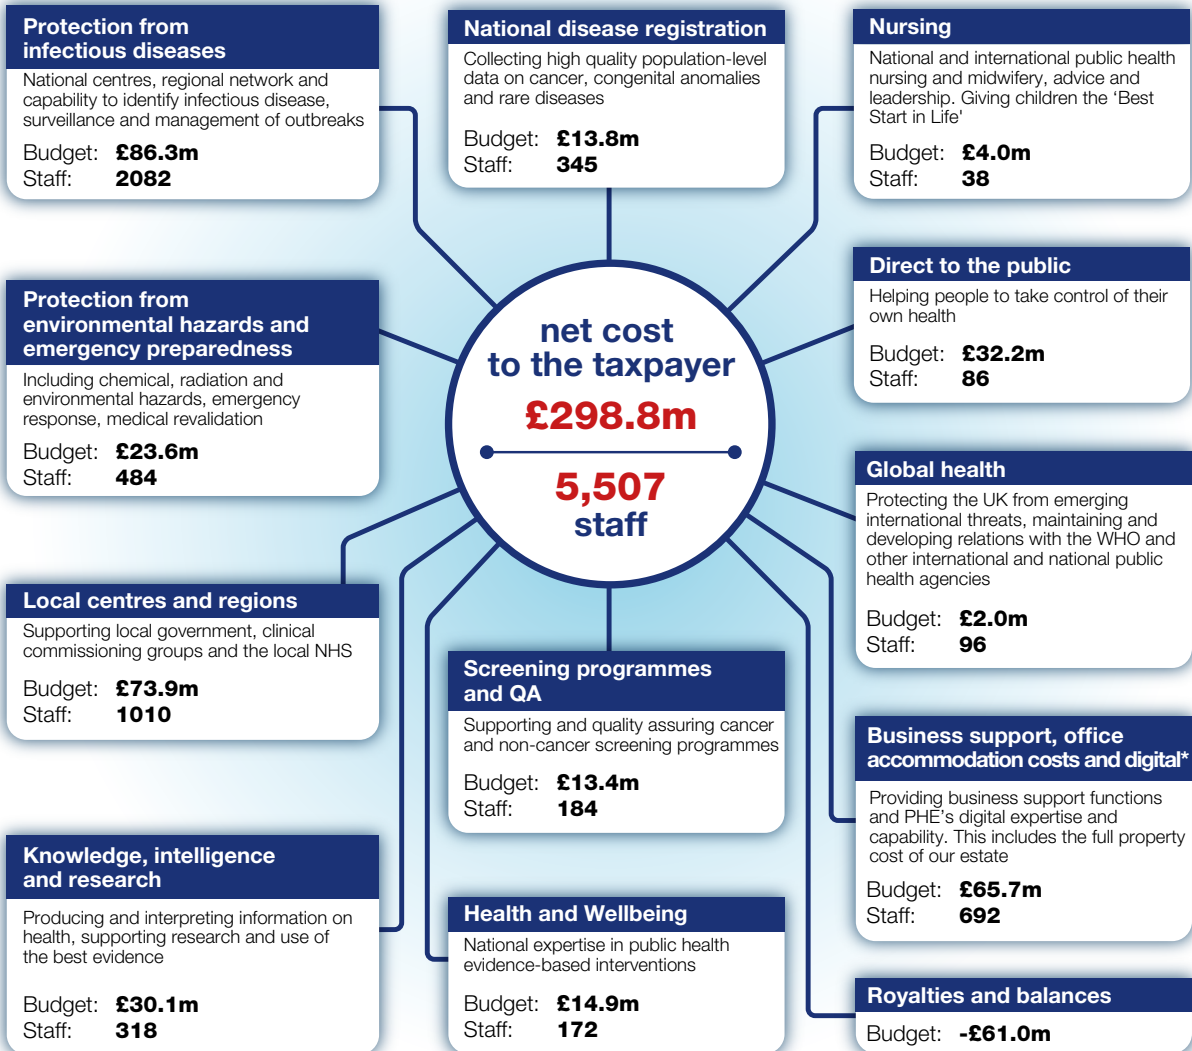 Protection from
infectious diseases
National centres, regional network and
capability to identify infectious disease,
surveillance and management of outbreaks
Budget: £86.3m
Staff: 2082
National disease registration
Collecting high quality population-level
data on cancer, congenital anomalies
and rare diseases
Budget: £13.8m
Staff: 345
Nursing
National and international public health
nursing and midwifery, advice and
leadership. Giving children the ‘Best
Start in Life'
Budget: £4.0m
Staff: 38
Protection from
environmental hazards and
emergency preparedness
Including chemical, radiation and
environmental hazards, emergency
response, medical revalidation
Budget: £23.6m
Staff: 484
net cost
to the taxpayer
£298.8m
5,507
staff
Direct to the public
Helping people to take control of their
own health
Budget: £32.2m
Staff: 86
Global health
Protecting the UK from emerging
international threats, maintaining and
developing relations with the WHO and
other international and national public
health agencies
Budget: £2.0m
Staff: 96
Local centres and regions
Supporting local government, clinical
commissioning groups and the local NHS
Budget: £73.9m
Staff: 1010
Screening programmes
and QA
Supporting and quality assuring cancer
and non-cancer screening programmes
Budget: £13.4m
Staff: 184
Business support, office
accommodation costs and digital*
Providing business support functions
and PHE’s digital expertise and
capability. This includes the full property
cost of our estate
Budget: £65.7m
Staff: 692
Knowledge, intelligence
and research
Producing and interpreting information on
health, supporting research and use of
the best evidence
Budget: £30.1m
Staff: 318
Health and Wellbeing
National expertise in public health
evidence-based interventions
Budget: £14.9m
Staff: 172
Royalties and balances
Budget: -£61.0m